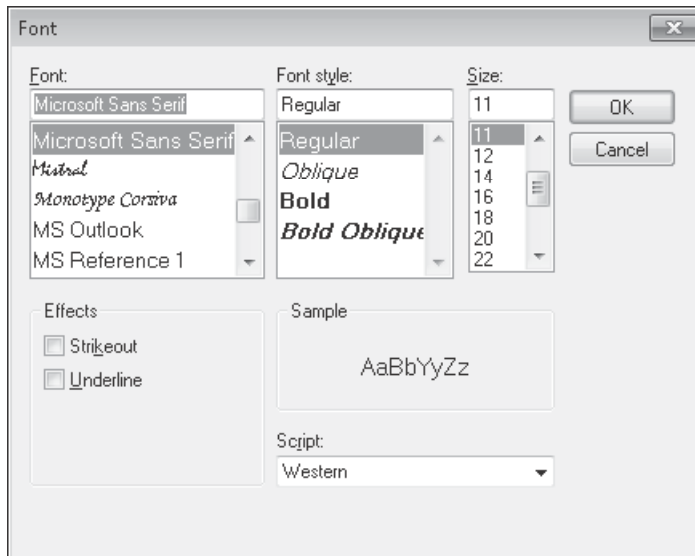 Font
Font:
Microsoft Sans Serif
Microsoft Sans Serif
Mistral
Monotype Corsiva
MS Outlook
MS Reference 1
Font style:
Regular
Regular
Oblique
Bold
Bold Oblique
Size:
11
11
12
14
16
18
20
22
OK
Cancel
Effects
Strikeout
Underline
Sample
AaBbYyZz
Script:
Western